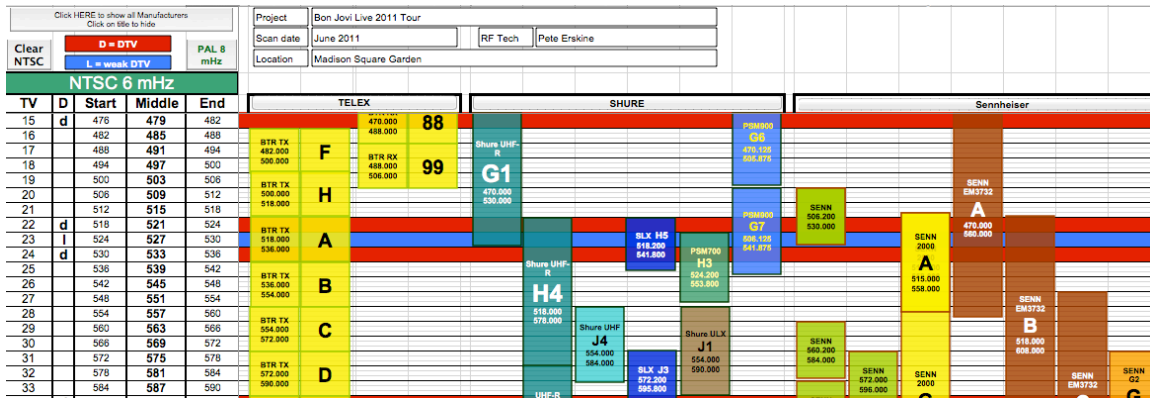 Click HERE to show all Manufacturers
Click on title to hide
Clear
NTSC
D = DTV
L = weak DTV
PAL 8
mHz
Project
Bon Jovi Live 2011 Tour
Scan date
June 2011
RF Tech
Pete Erskine
Location
Madison Square Garden
NTSC 6 mHz
TV D Start Middle End
TELEX
SHURE
Sennheiser
15 d 476 479 482
16 482 485 488
17 488 491 494
18 494 497 500
19 500 503 506
20 506 509 512
21 512 515 518
22 d 518 521 524
23 l 524 527 530
24 d 530 533 536
25 536 539 542
26 542 545 548
27 548 551 554
28 554 557 560
29 560 563 566
30 566 569 572
31 572 575 578
32 578 581 584
33 584 587 590
BTR TX
482.000
500.000
F
BTR TX
500.000
518.000
H
BTR TX
518.000
536.000
A
BTR TX
536.000
554.000
B
BTR TX
554.000
572.000
C
BTR TX
572.000
590.000
D
470.000
488.000
88
BTR RX
488.000
506.000
99
Shure UHF-
R
G1
470.000
530.000
Shure UHF-
R
H4
518.000
578.000
UHF-R
Shure UHF
J4
554.000
584.000
SLX H5
518.200
541.800
SLX J3
572.200
595.800
PSM700
H3
524.200
553.800
Shure ULX
J1
554.000
590.000
PSM900
G6
470.125
505.875
PSM900
G7
506.125
541.875
SENN
506.200
530.000
SENN
560.200
584.000
SENN
572.000
596.000
SENN
2000
A
515.000
558.000
SENN
2000
SENN
EM3732
A
470.000
560.000
SENN
EM3732
B
518.000
608.000
SENN
EM3732
SENN
G2